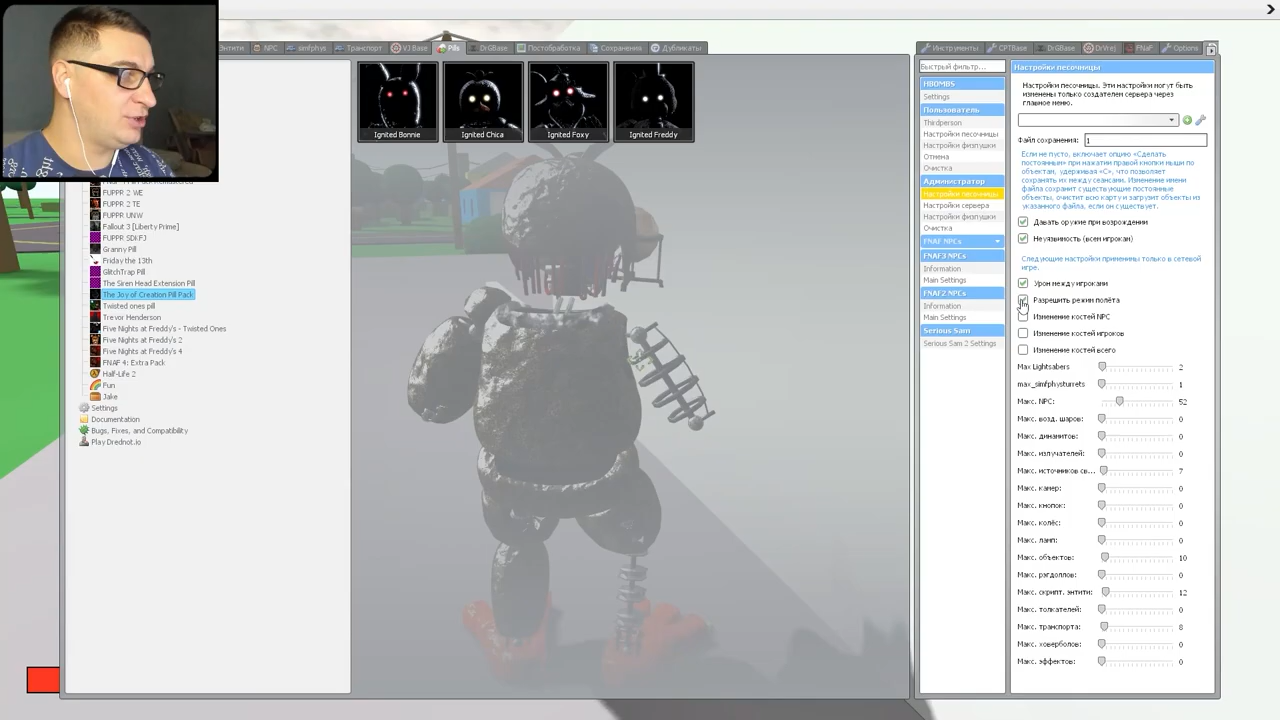 Энтити NPC simfphys Транспорт VJ Base Pills DrGBase Постобработка Сохранения Дубликаты
Инструменты CPTBase DrGBase DrVrej FNaF Options
Ignited Bonnie
Ignited Chica
Ignited Foxy
Ignited Freddy
FUPPR 2 WE
FUPPR 2 TE
FUPPR UNW
Fallout 3 [Liberty Prime]
FUPPR SDI:FJ
Granny Pill
Friday the 13th
GlitchTrap Pill
The Siren Head Extension Pill
The Joy of Creation Pill Pack
Twisted ones pill
Trevor Henderson
Five Nights at Freddy's - Twisted Ones
Five Nights at Freddy's 2
Five Nights at Freddy's 4
FNAF 4: Extra Pack
Half-Life 2
Fun
Jake
Settings
Documentation
Bugs, Fixes, and Compatibility
Play Drednot.io
Быстрый фильтр...
HBOMBS
Settings
Пользователь
Thirdperson
Настройки песочницы
Настройки физпушки
Отмена
Очистка
Администратор
Настройки песочницы
Настройки сервера
Настройки физпушки
Очистка
FNAF NPCs
FNAF3 NPCs
Information
Main Settings
FNAF2 NPCs
Information
Main Settings
Serious Sam
Serious Sam 2 Settings
Настройки песочницы
Настройки песочницы. Эти настройки могут быть
изменены только создателем сервера через
главное меню.
Файл сохранения: 1
Если не пусто, включает опцию «Сделать
постоянным» при нажатии правой кнопки мыши по
объектам, удерживая «C», что позволяет
сохранять их между сеансами. Изменение имени
файла сохранит существующие постоянные
объекты, очистит всю карту и загрузит объекты из
указанного файла, если он существует.
Давать оружие при возрождении
Неуязвимость (всем игрокам)
Следующие настройки применимы только в сетевой
игре.
Урон между игроками
Разрешить режим полёта
Изменение костей NPC
Изменение костей игроков
Изменение костей всего
Max Lightsabers 2
max_simfphysturrets 1
Макс. NPC 52
Макс. возд. шаров: 0
Макс. динамитов: 0
Макс. излучателей: 0
Макс. источников св... 7
Макс. камер: 0
Макс. кнопок: 0
Макс. колёс: 0
Макс. ламп: 0
Макс. объектов: 10
Макс. рэгдоллов: 0
Макс. скрипт. энтити: 12
Макс. толкателей: 0
Макс. транспорта: 8
Макс. ховерболов: 0
Макс. эффектов: 0